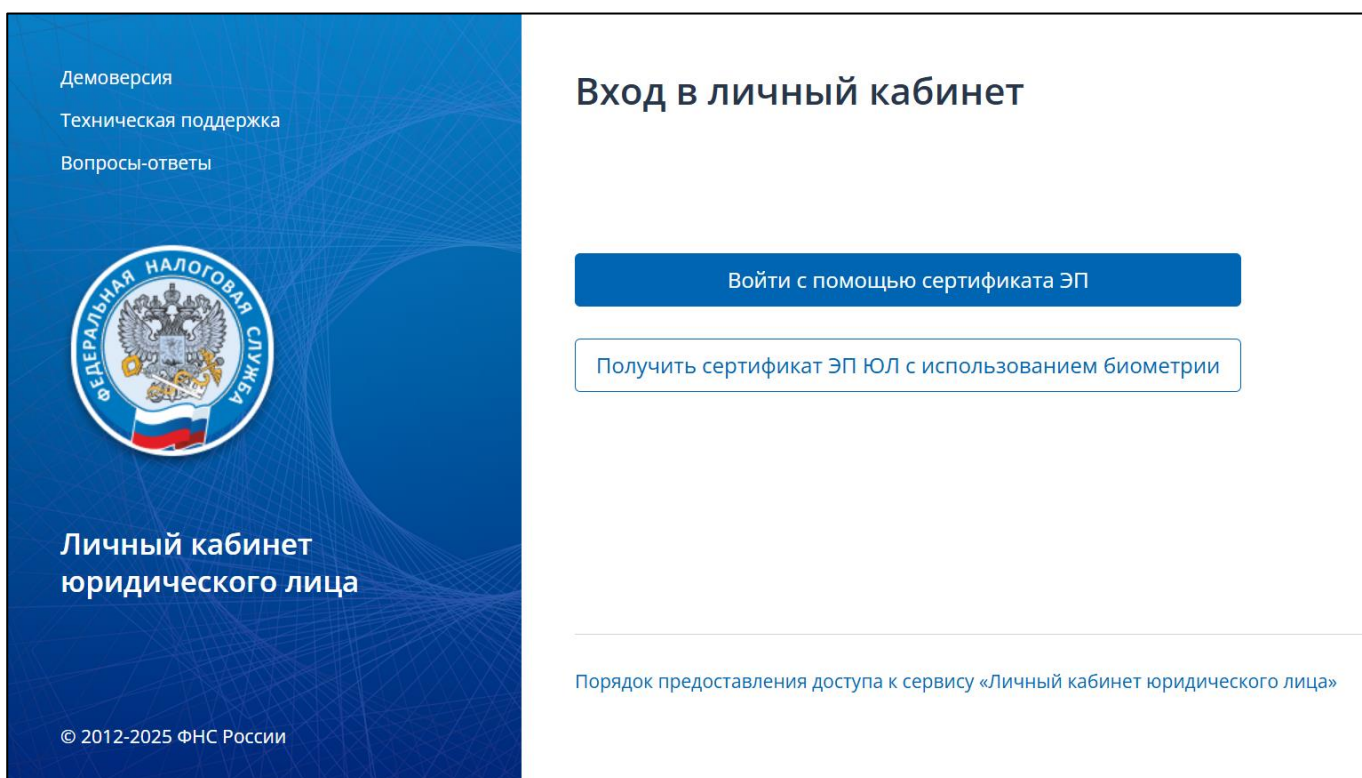 Демоверсия
Техническая поддержка
Вопросы-ответы
ФЕДЕРАЛЬНАЯ НАЛОГОВАЯ СЛУЖБА
Личный кабинет
юридического лица
© 2012-2025 ФНС России
Вход в личный кабинет
Войти с помощью сертификата ЭП
Получить сертификат ЭП ЮЛ с использованием биометрии
Порядок предоставления доступа к сервису «Личный кабинет юридического лица»